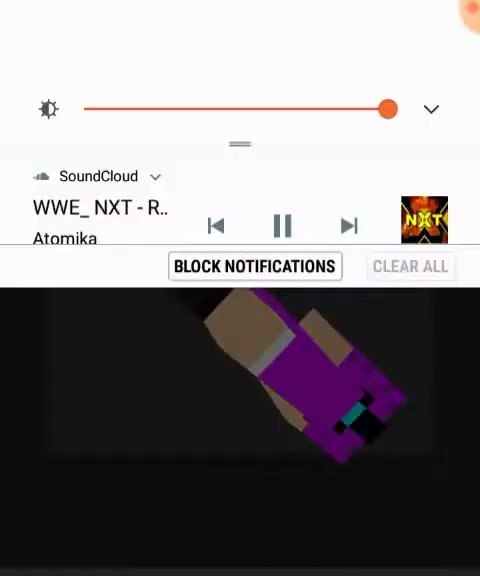 SoundCloud
WWE_ NXT - R..
Atomika
NXT
BLOCK NOTIFICATIONS
CLEAR ALL